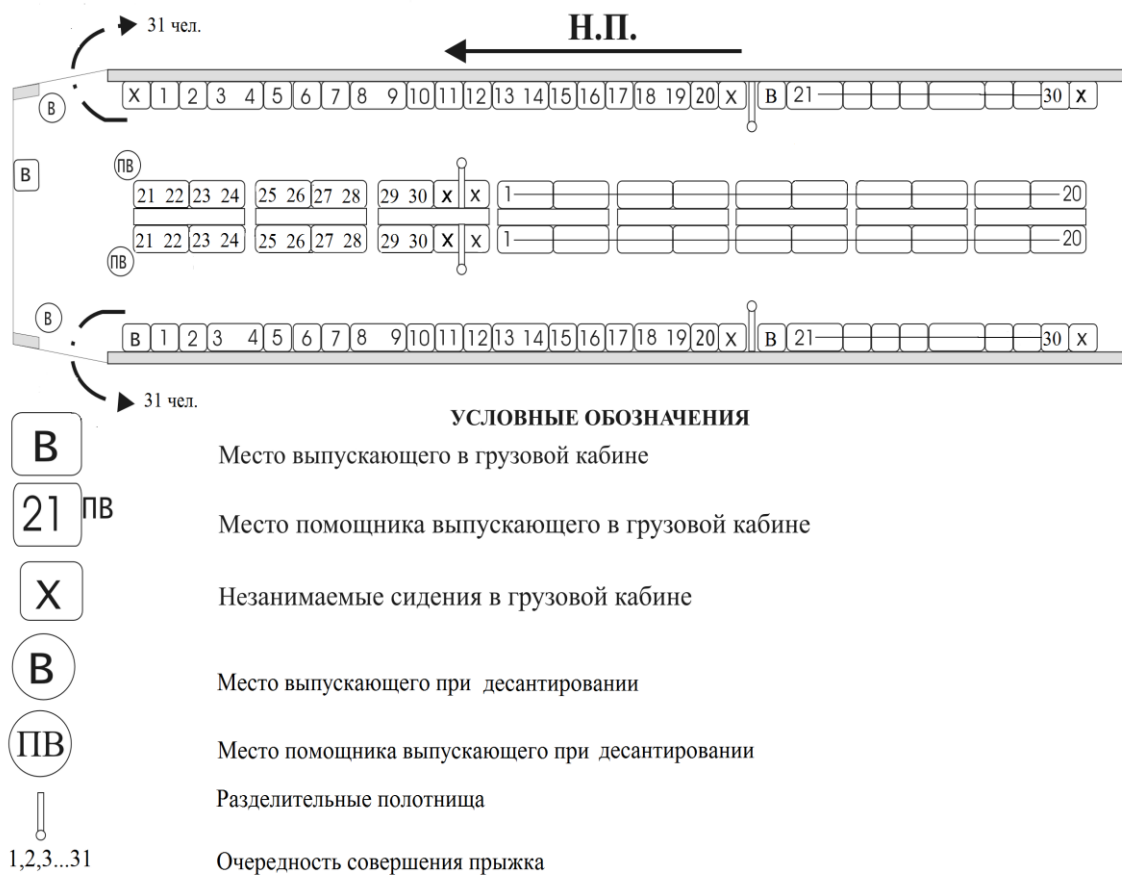 31 чел.
Н.П.
В
X 1 2 3 4 5 6 7 8 9 10 11 12 13 14 15 16 17 18 19 20 X В 21 30 X
В
ПВ
21 22 23 24 25 26 27 28 29 30 X X 1 20
21 22 23 24 25 26 27 28 29 30 X X 1 20
ПВ
В
В 1 2 3 4 5 6 7 8 9 10 11 12 13 14 15 16 17 18 19 20 X В 21 30 X
31 чел.
УСЛОВНЫЕ ОБОЗНАЧЕНИЯ
В Место выпускающего в грузовой кабине
21 ПВ Место помощника выпускающего в грузовой кабине
X Незанимаемые сидения в грузовой кабине
В Место выпускающего при десантировании
ПВ Место помощника выпускающего при десантировании
Разделительные полотнища
1,2,3...31 Очередность совершения прыжка